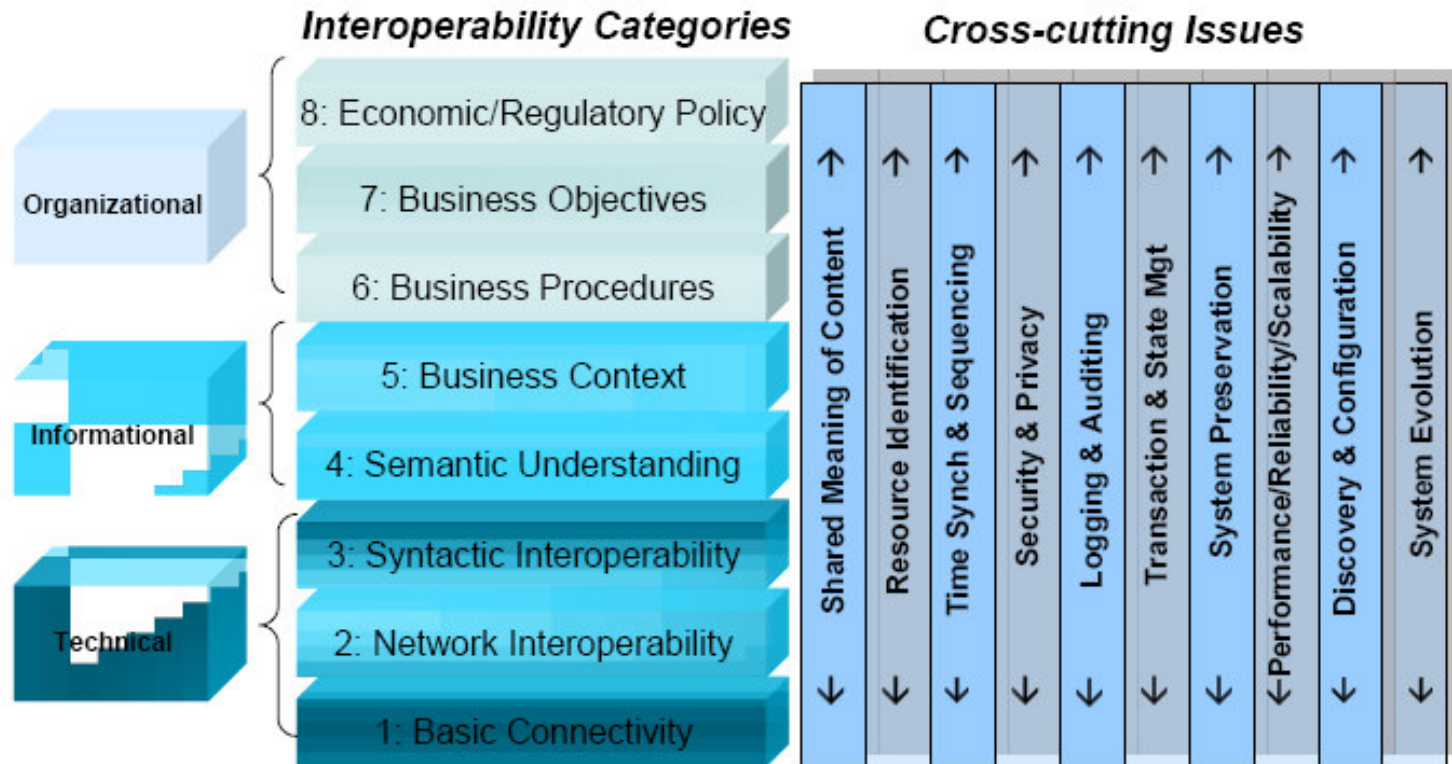 Interoperability Categories
Cross-cutting Issues
Organizational
8: Economic/Regulatory Policy
7: Business Objectives
6: Business Procedures
Informational
5: Business Context
4: Semantic Understanding
Technical
3: Syntactic Interoperability
2: Network Interoperability
1: Basic Connectivity
Shared Meaning of Content
Resource Identification
Time Synch & Sequencing
Security & Privacy
Logging & Auditing
Transaction & State Mgt
System Preservation
Performance/Reliability/Scalability
Discovery & Configuration
System Evolution